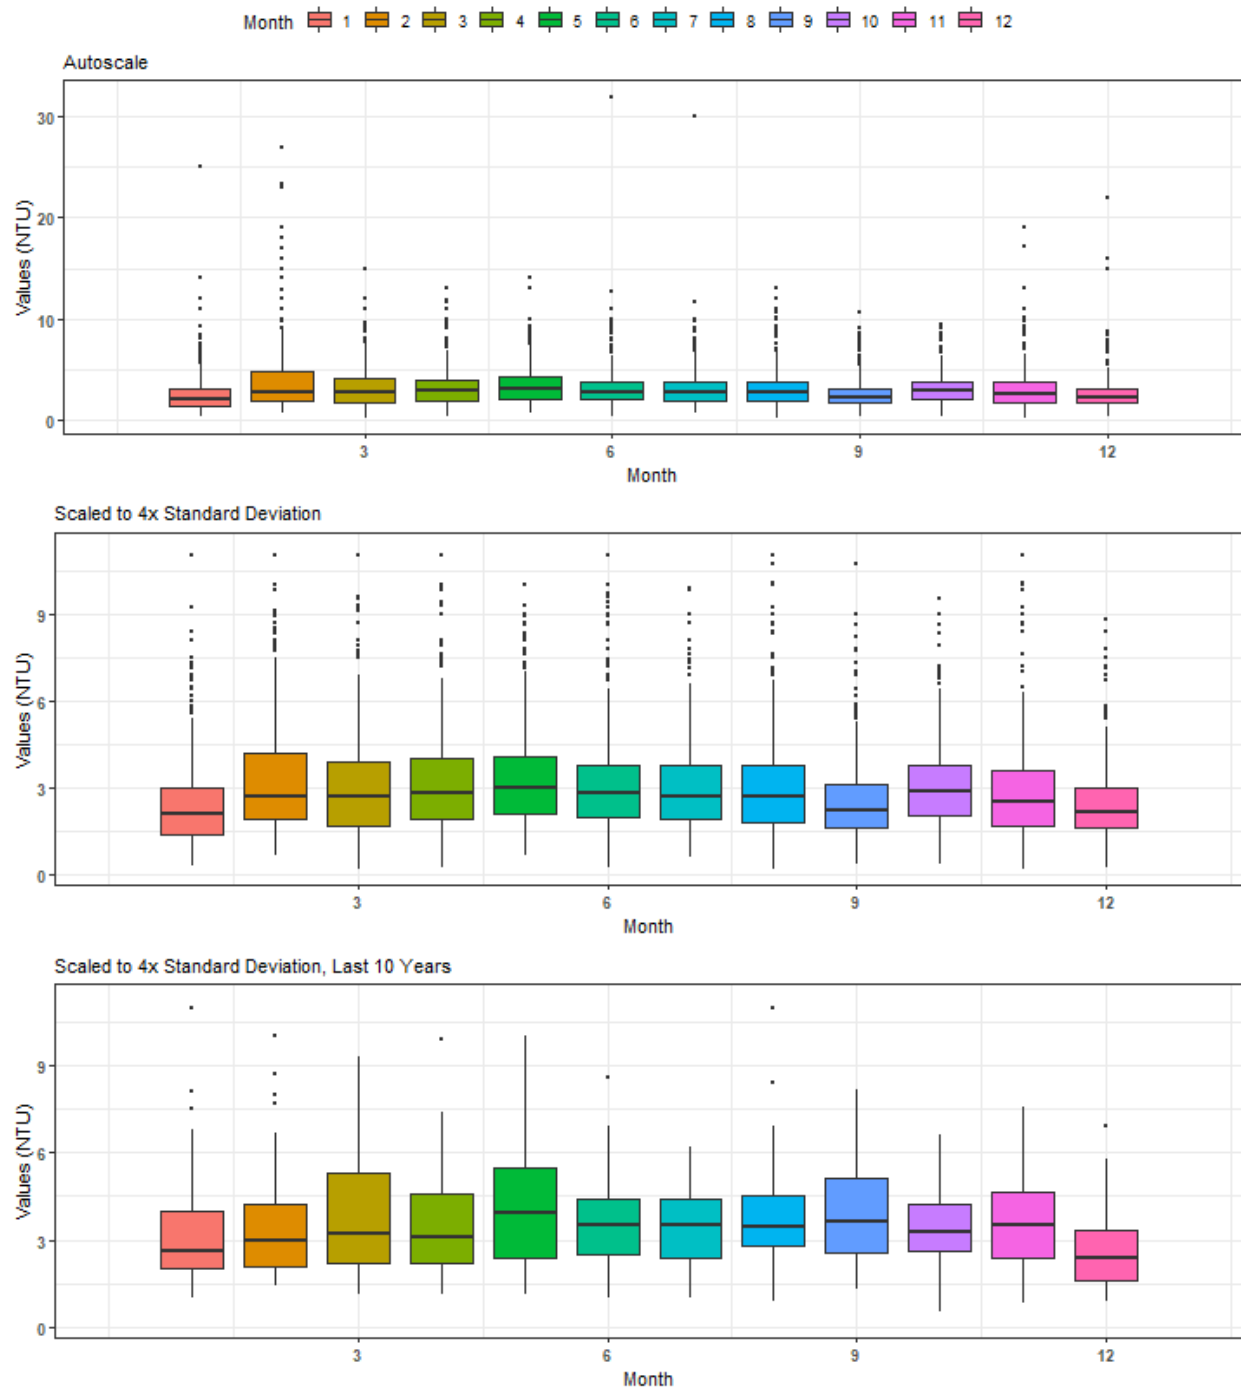 Month 1 2 3 4 5 6 7 8 9 10 11 12
Autoscale
Values (NTU)
30
20
10
0
3 6 9 12
Month
Scaled to 4x Standard Deviation
Values (NTU)
9
6
3
0
3 6 9 12
Month
Scaled to 4x Standard Deviation, Last 10 Years
Values (NTU)
9
6
3
0
3 6 9 12
Month